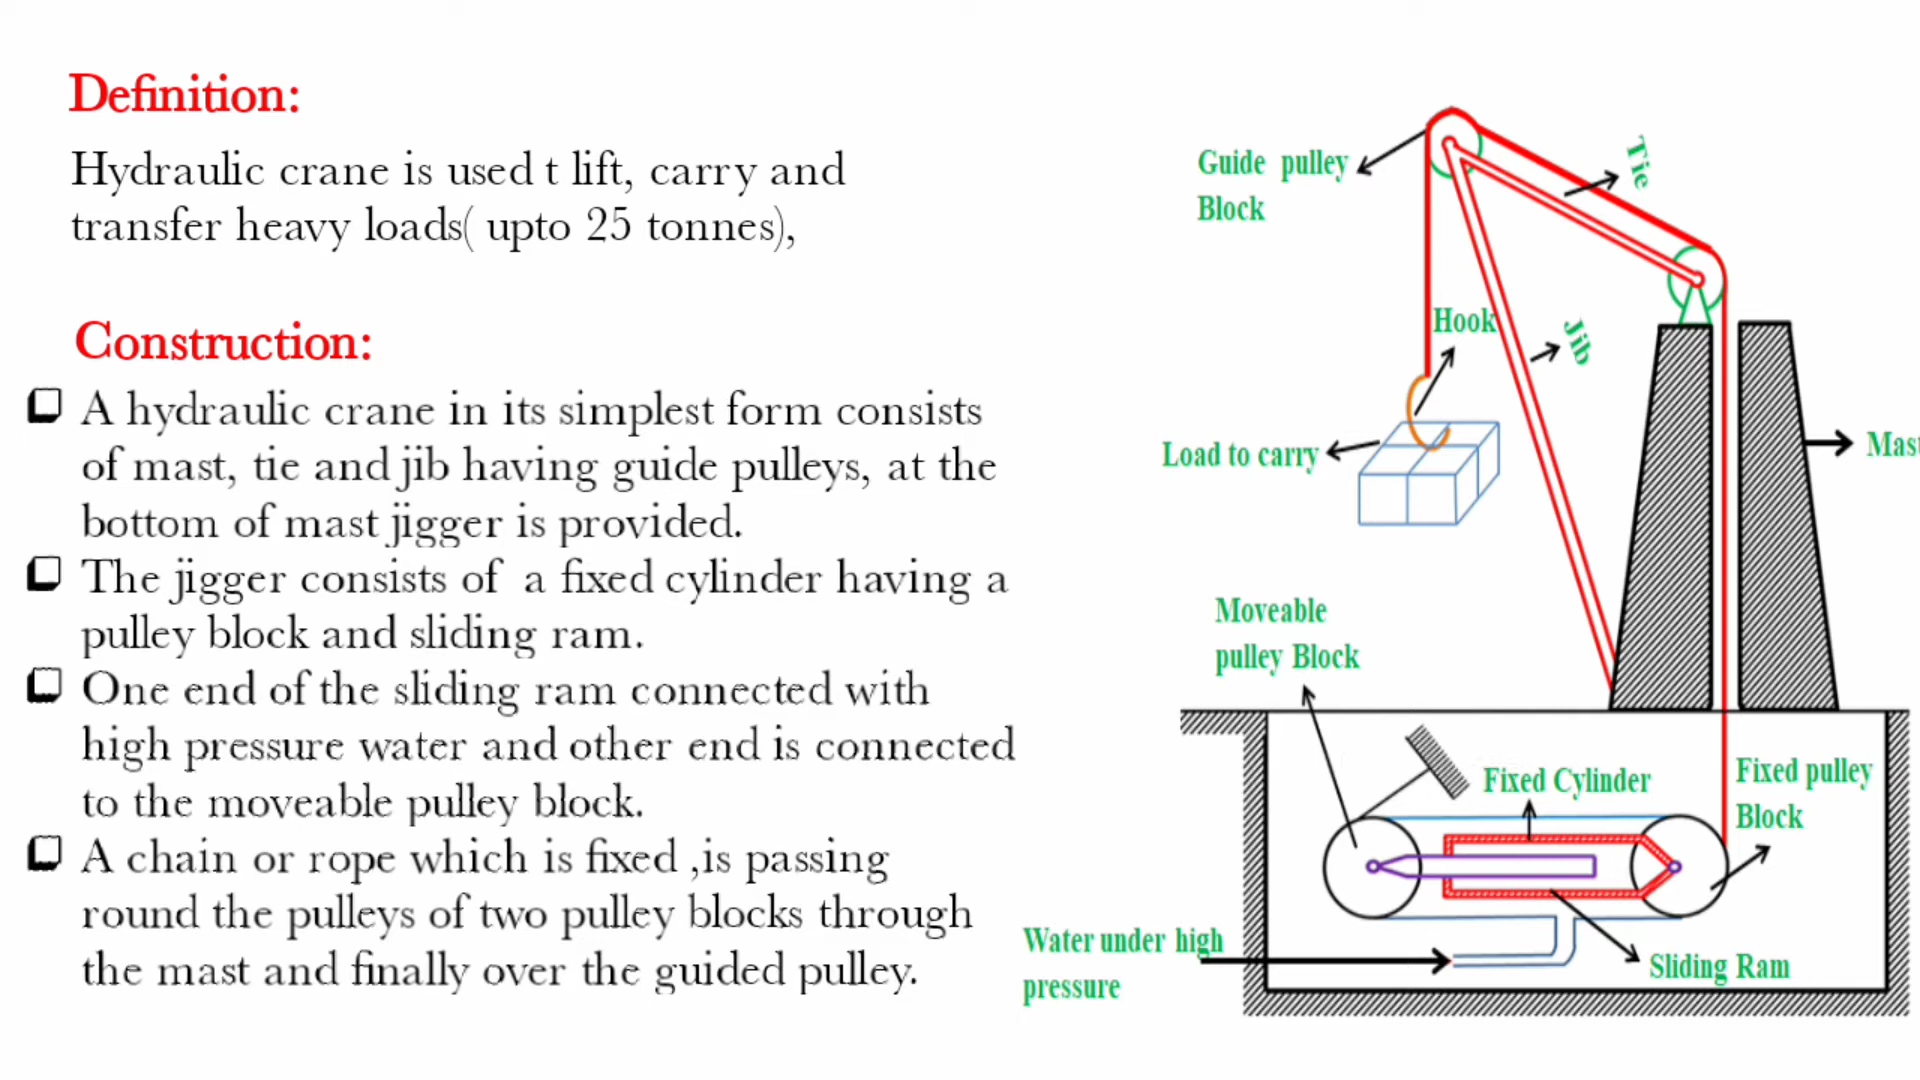 Definition:
Hydraulic crane is used t lift, carry and
transfer heavy loads( upto 25 tonnes),
Construction:
A hydraulic crane in its simplest form consists
of mast, tie and jib having guide pulleys, at the
bottom of mast jigger is provided.
The jigger consists of a fixed cylinder having a
pulley block and sliding ram.
One end of the sliding ram connected with
high pressure water and other end is connected
to the moveable pulley block.
A chain or rope which is fixed ,is passing
round the pulleys of two pulley blocks through
the mast and finally over the guided pulley.
Guide pulley
Block
Tie
Hook
Jib
Load to carry
Mast
Moveable
pulley Block
Fixed Cylinder
Fixed pulley
Block
Water under high
pressure
Sliding Ram